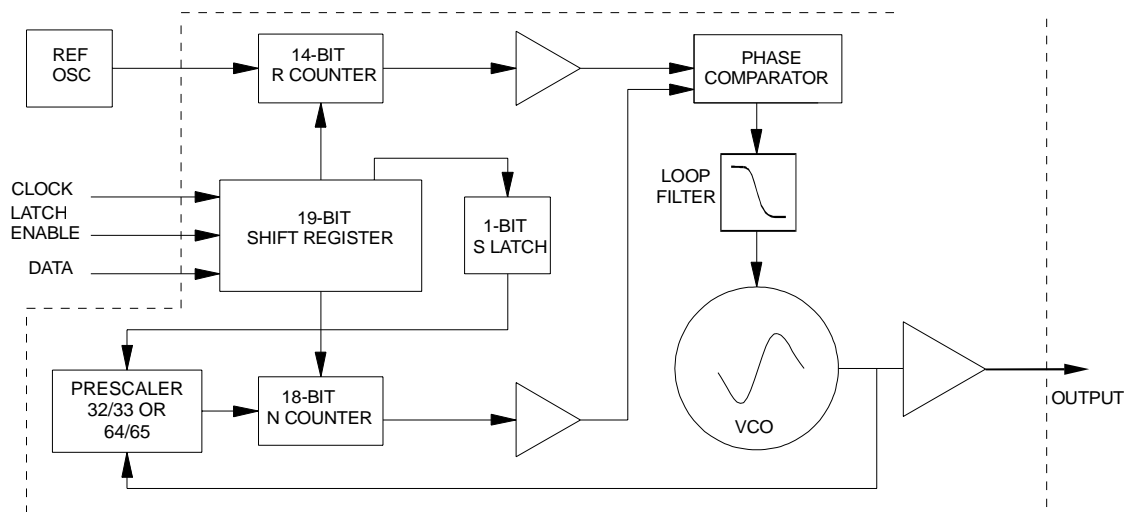 REF
OSC
14-BIT
R COUNTER
PHASE
COMPARATOR
CLOCK
LATCH
ENABLE
DATA
19-BIT
SHIFT REGISTER
1-BIT
S LATCH
LOOP
FILTER
PRESCALER
32/33 OR
64/65
18-BIT
N COUNTER
VCO
OUTPUT